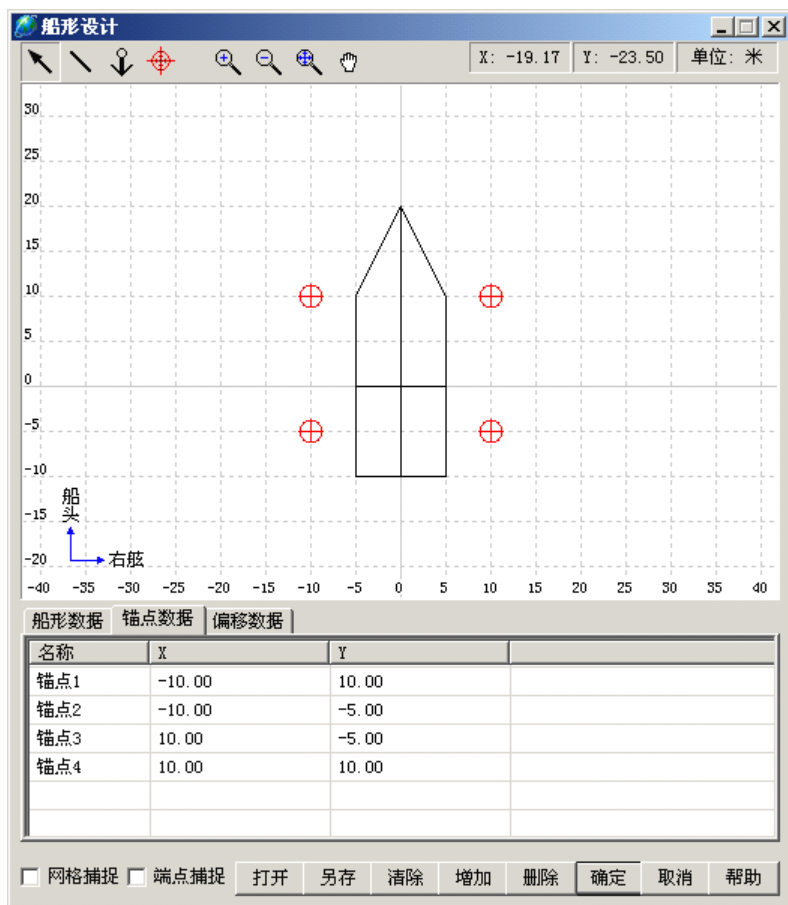 船形设计
X: -19.17 Y: -23.50 单位: 米
30
25
20
15
10
5
0
-5
-10
-15
-20
船头
右舷
-40 -35 -30 -25 -20 -15 -10 -5 0 5 10 15 20 25 30 35 40
船形数据 锚点数据 偏移数据
名称 X Y
锚点1 -10.00 10.00
锚点2 -10.00 -5.00
锚点3 10.00 -5.00
锚点4 10.00 10.00
网格捕捉 端点捕捉 打开 另存 清除 增加 删除 确定 取消 帮助